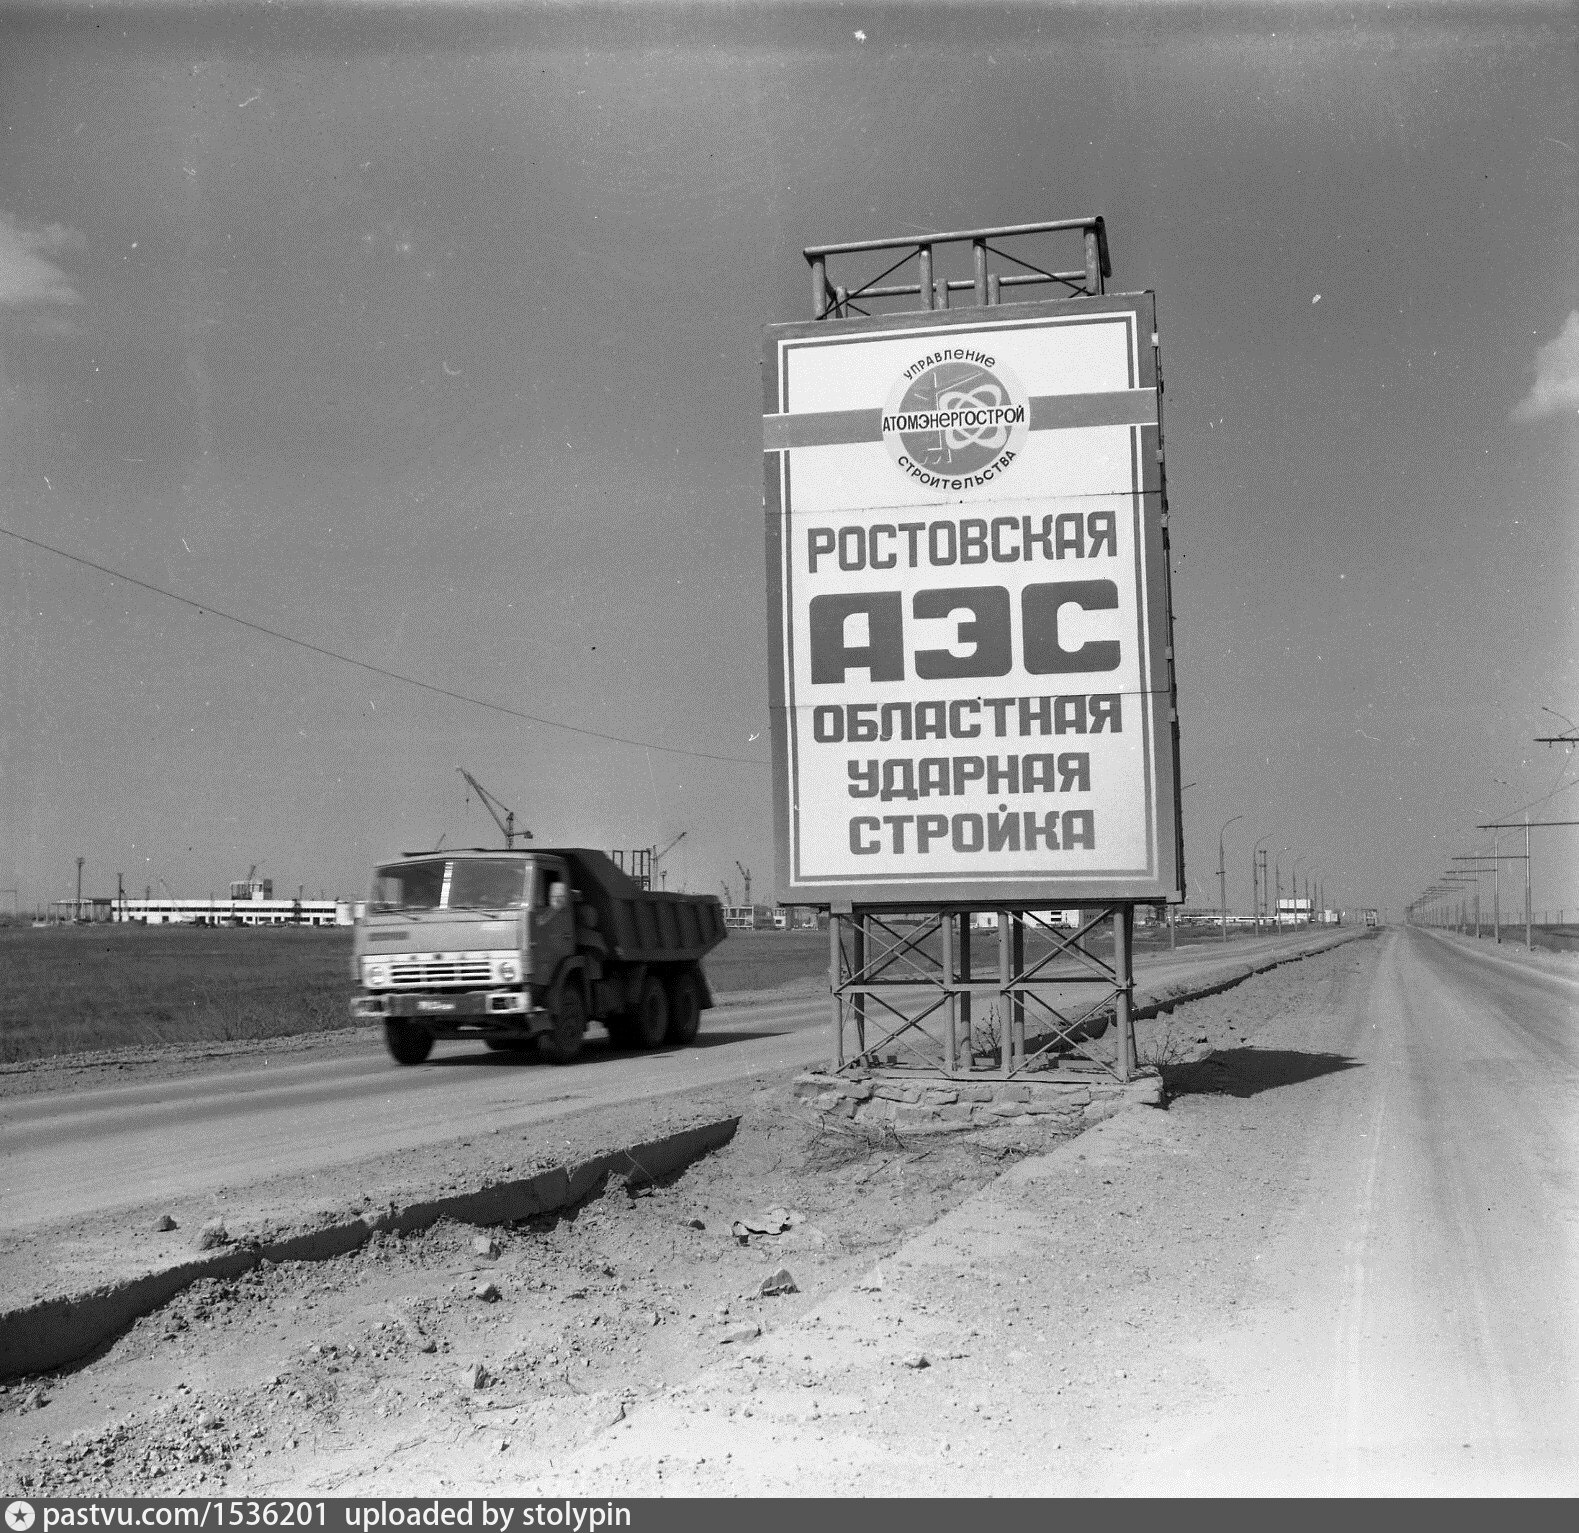 УПРАВЛЕНИЕ
АТОМЭНЕРГОСТРОЙ
СТРОИТЕЛЬСТВА
РОСТОВСКАЯ
АЭС
ОБЛАСТНАЯ
УДАРНАЯ
СТРОЙКА
pastvu.com/1536201 uploaded by stolypin